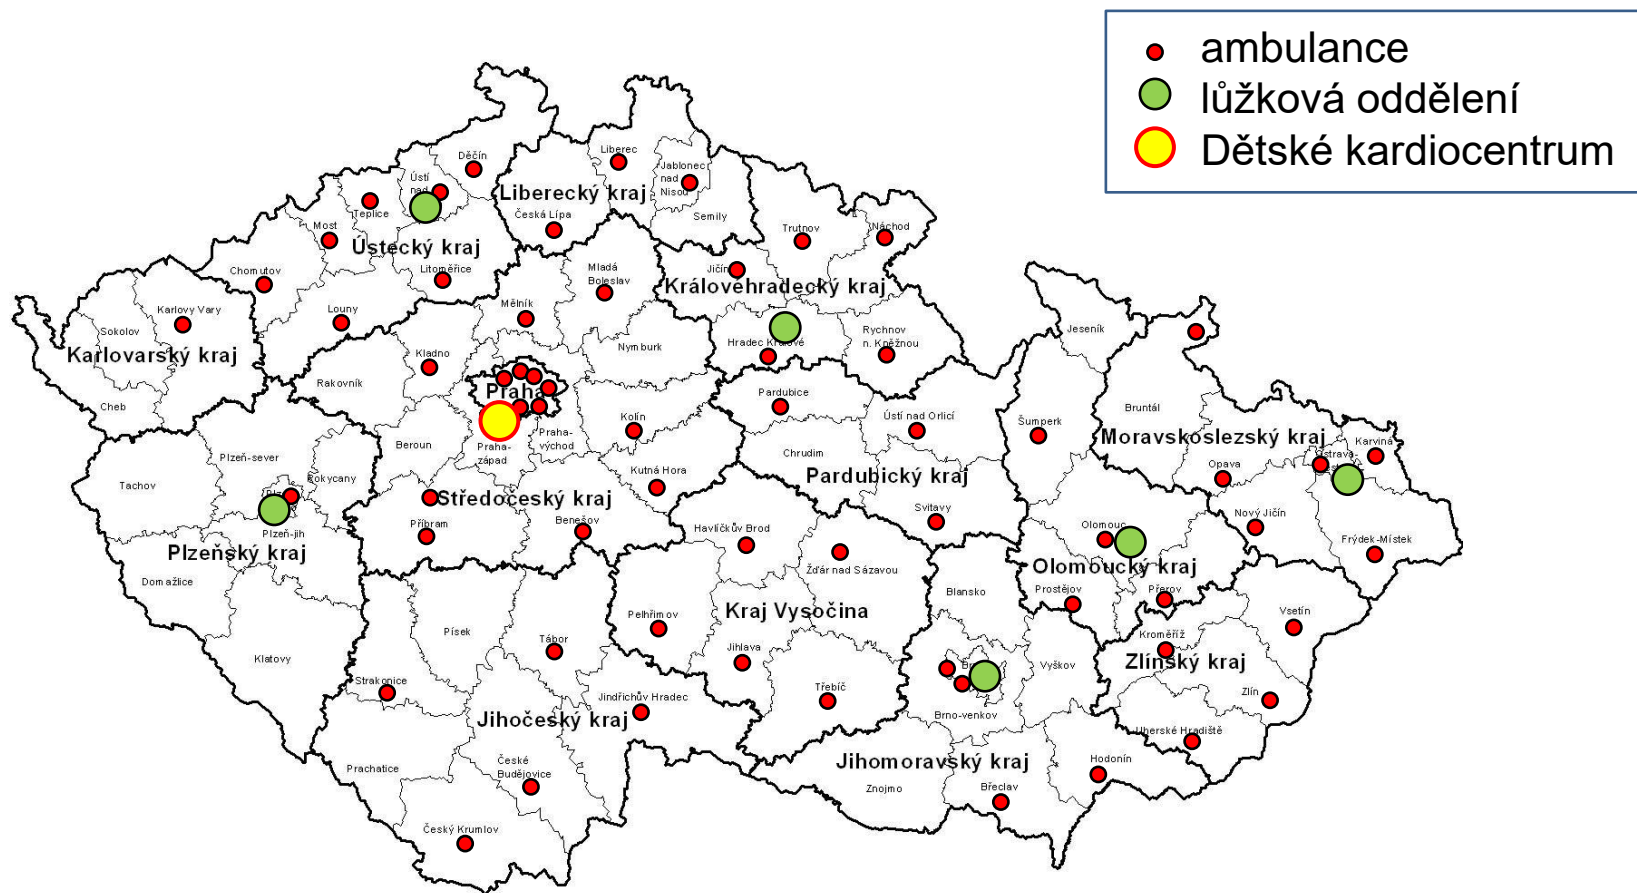 ambulance
lůžková oddělení
Dětské kardiocentrum
Děčín
Liberec
Jablonec
nad
Nisou
Ústí
nad
Teplice
Liberecký kraj
Česká Lípa
Semily
Trutnov
Náchod
Most
Ústecký kraj
Chomutov
Litoměřice
Mladá
Boleslav
Jičín
Královéhradecký kraj
Karlovy Vary
Louny
Mělník
Sokolov
Karlovarský kraj
Kladno
Nymburk
Hradec Králové
Rychnov
n. Kněžnou
Jeseník
Rakovník
Praha
Cheb
Pardubice
Bruntál
Kolín
Ústí nad Orlicí
Šumperk
Beroun
Praha-
západ
Praha-
východ
Moravskoslezský kraj
Karviná
Plzeň-sever
Chrudim
Opava
Tachov
Rokycany
Kutná Hora
Pardubický kraj
Středočeský kraj
Svitavy
Nový Jičín
Příbram
Benešov
Havlíčkův Brod
Olomouc
Plzeň-jih
Plzeňský kraj
Frýdek-Místek
Žďár nad Sázavou
Olomoucký kraj
Domažlice
Blansko
Prostějov
Přerov
Pelhřimov
Kraj Vysočina
Vsetín
Písek
Tábor
Kroměříž
Klatovy
Jihlava
Vyškov
Zlínský kraj
Strakonice
Třebíč
Zlín
Jindřichův Hradec
Jihočeský kraj
Brno-venkov
Uherské Hradiště
České
Budějovice
Jihomoravský kraj
Hodonín
Prachatice
Znojmo
Břeclav
Český Krumlov